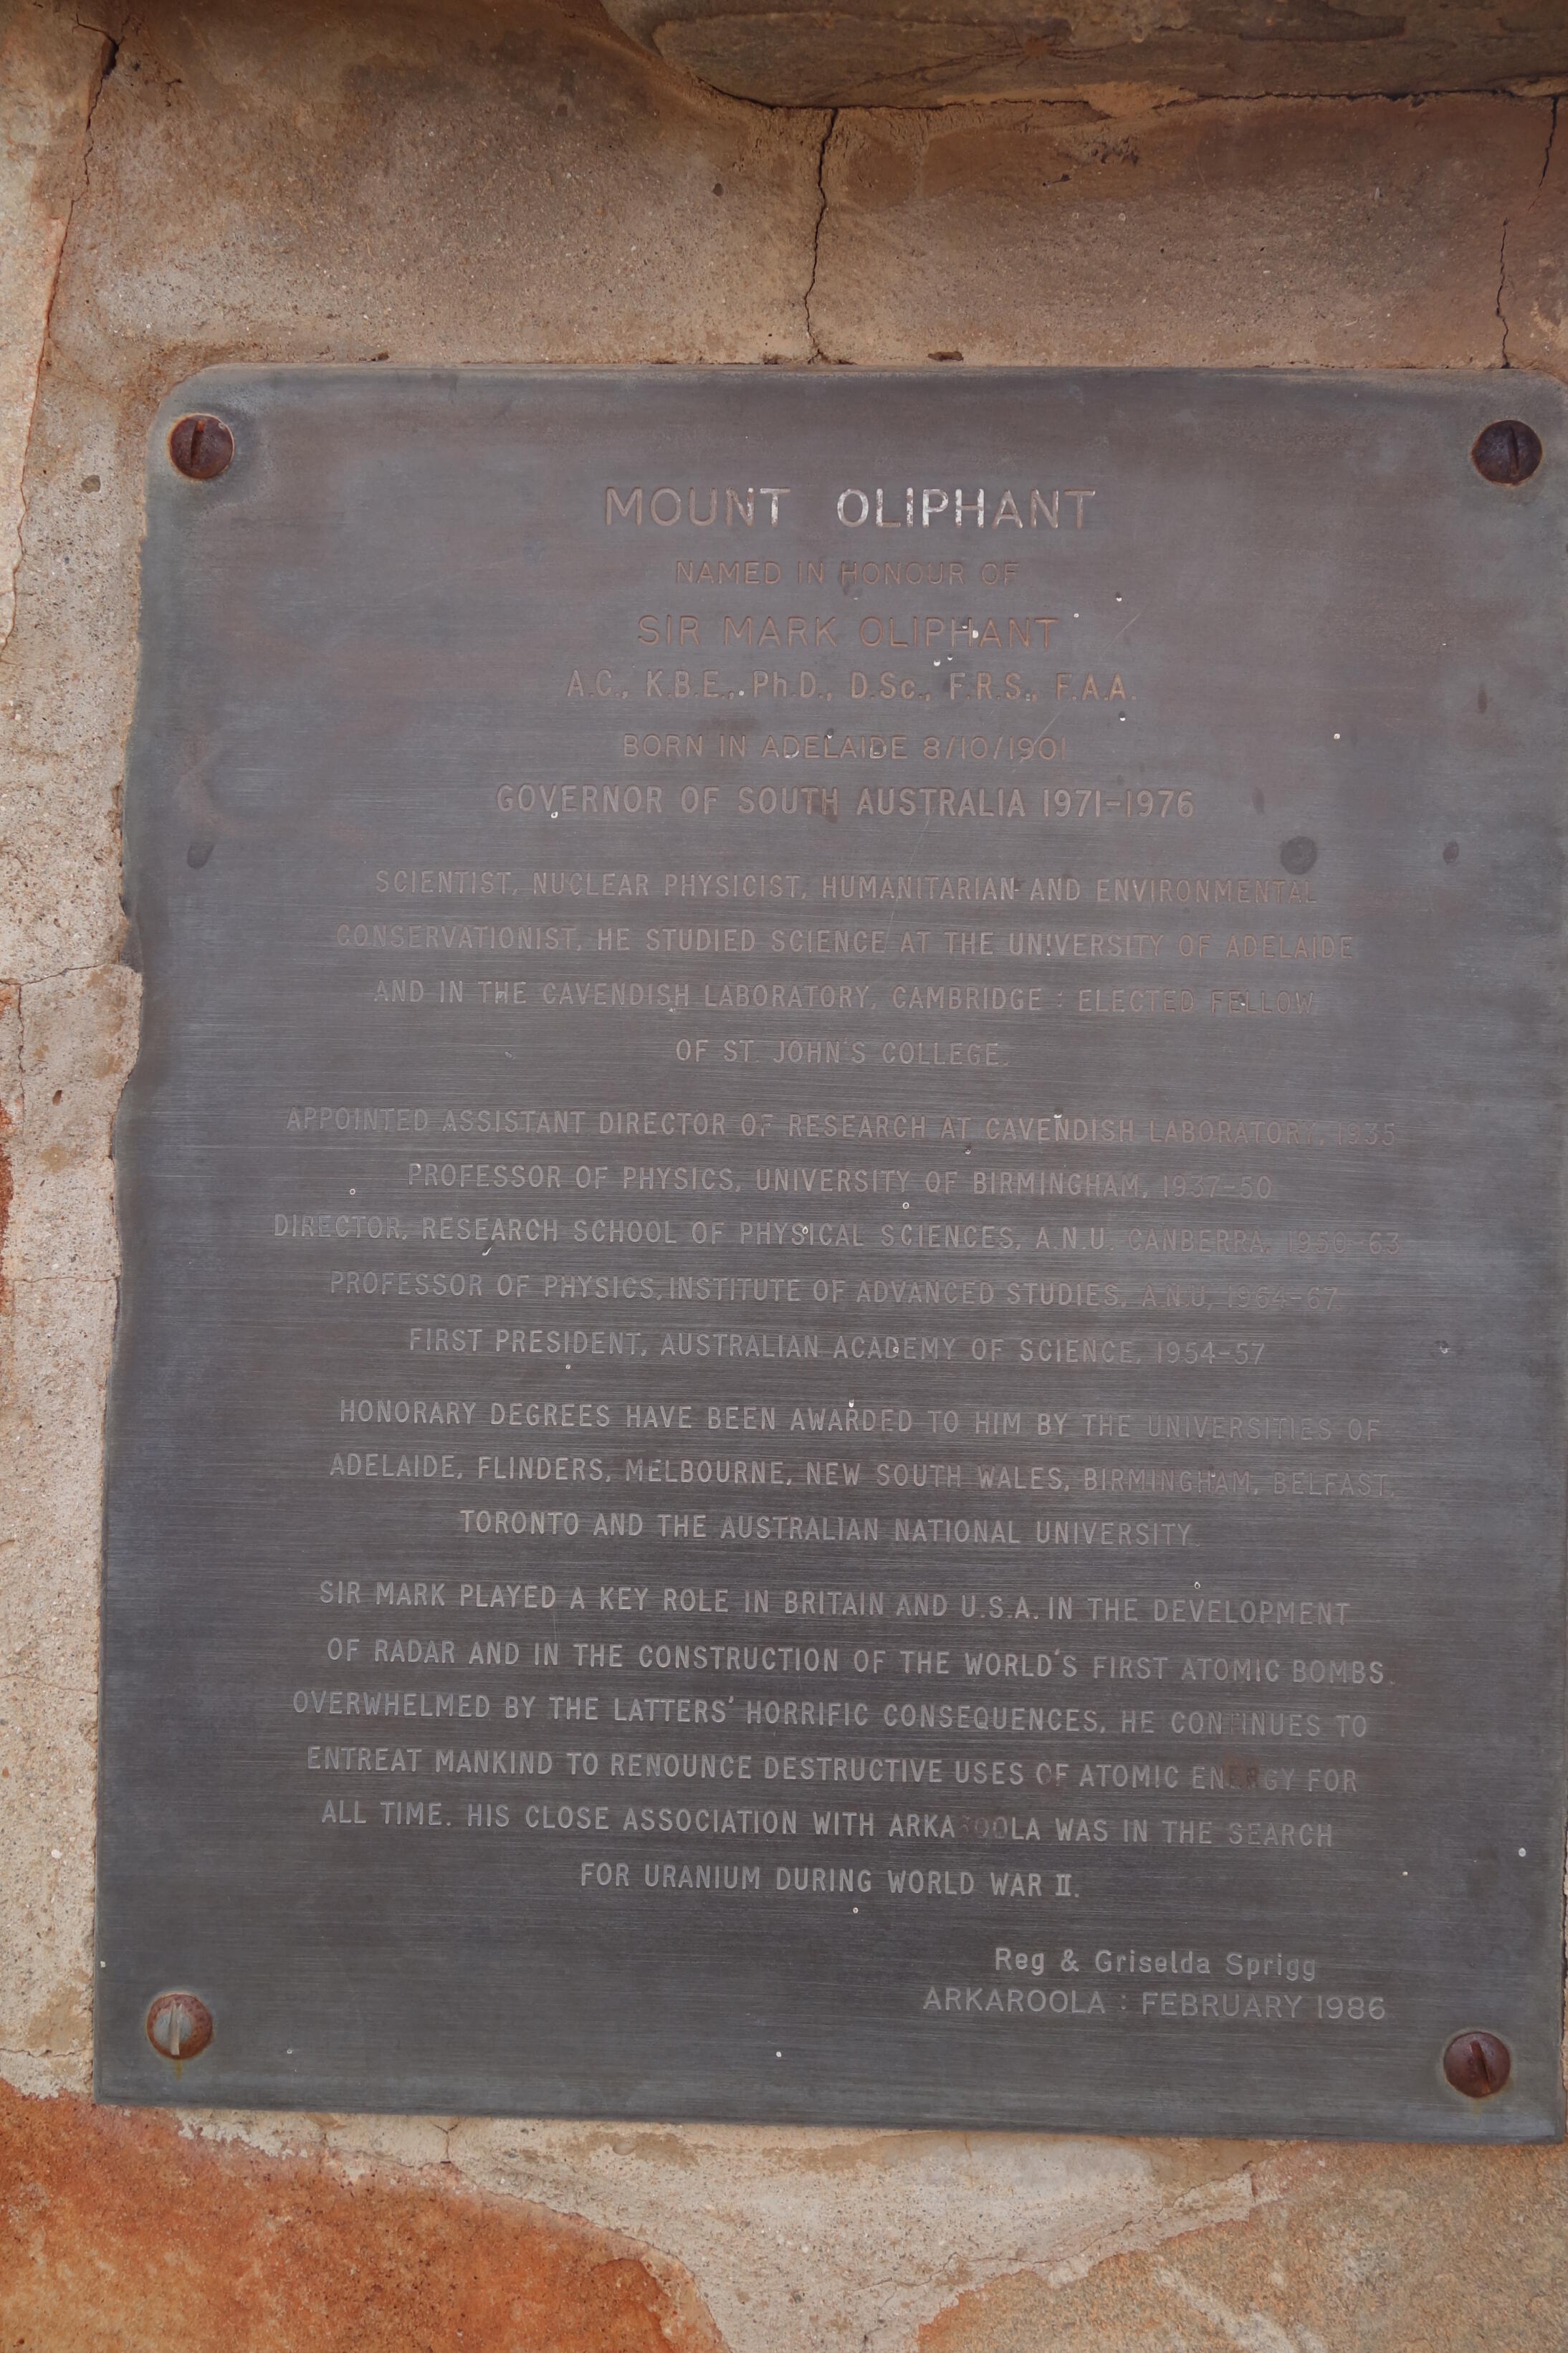 MOUNT OLIPHANT
NAMED IN HONOUR OF
SIR MARK OLIPHANT
A.C., K.B.E., Ph.D., D.Sc., F.R.S., F.A.A.
BORN IN ADELAIDE 8/10/1901
GOVERNOR OF SOUTH AUSTRALIA 1971-1976
SCIENTIST, NUCLEAR PHYSICIST, HUMANITARIAN AND ENVIRONMENTAL
CONSERVATIONIST, HE STUDIED SCIENCE AT THE UNIVERSITY OF ADELAIDE
AND IN THE CAVENDISH LABORATORY, CAMBRIDGE : ELECTED FELLOW
OF ST. JOHN'S COLLEGE.
APPOINTED ASSISTANT DIRECTOR OF RESEARCH AT CAVENDISH LABORATORY, 1935
PROFESSOR OF PHYSICS, UNIVERSITY OF BIRMINGHAM, 1937-50
DIRECTOR, RESEARCH SCHOOL OF PHYSICAL SCIENCES, A.N.U. CANBERRA, 1950-63
PROFESSOR OF PHYSICS, INSTITUTE OF ADVANCED STUDIES, A.N.U, 1964-67
FIRST PRESIDENT, AUSTRALIAN ACADEMY OF SCIENCE, 1954-57
HONORARY DEGREES HAVE BEEN AWARDED TO HIM BY THE UNIVERSITIES OF
ADELAIDE, FLINDERS, MELBOURNE, NEW SOUTH WALES, BIRMINGHAM, BELFAST,
TORONTO AND THE AUSTRALIAN NATIONAL UNIVERSITY.
SIR MARK PLAYED A KEY ROLE IN BRITAIN AND U.S.A. IN THE DEVELOPMENT
OF RADAR AND IN THE CONSTRUCTION OF THE WORLD'S FIRST ATOMIC BOMBS.
OVERWHELMED BY THE LATTERS' HORRIFIC CONSEQUENCES, HE CONTINUES TO
ENTREAT MANKIND TO RENOUNCE DESTRUCTIVE USES OF ATOMIC ENERGY FOR
ALL TIME. HIS CLOSE ASSOCIATION WITH ARKAROOLA WAS IN THE SEARCH
FOR URANIUM DURING WORLD WAR II.
Reg & Griselda Sprigg
ARKAROOLA : FEBRUARY 1986